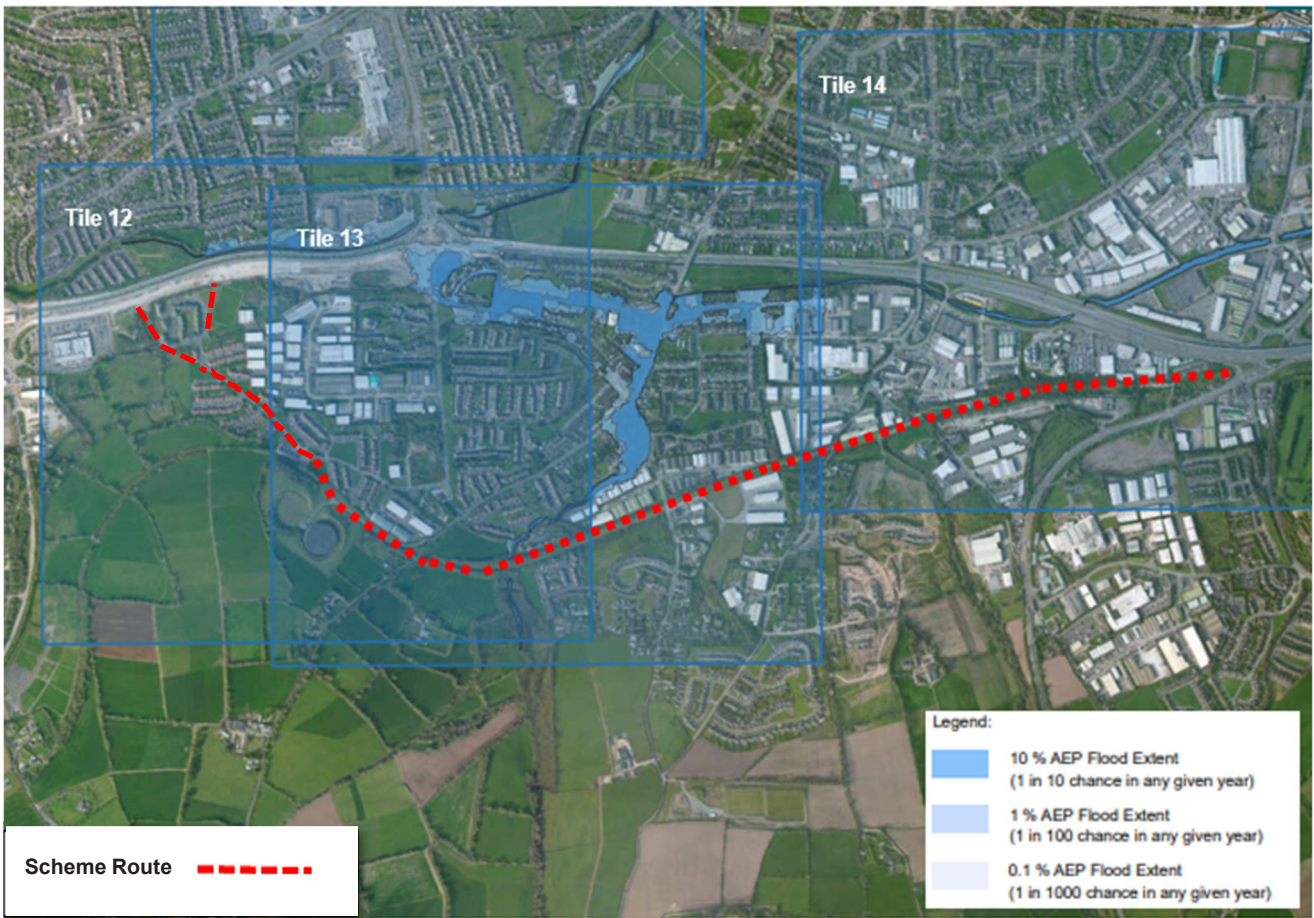 Tile 14
Tile 12
Tile 13
Legend:
10 % AEP Flood Extent
(1 in 10 chance in any given year)
1 % AEP Flood Extent
(1 in 100 chance in any given year)
0.1 % AEP Flood Extent
(1 in 1000 chance in any given year)
Scheme Route